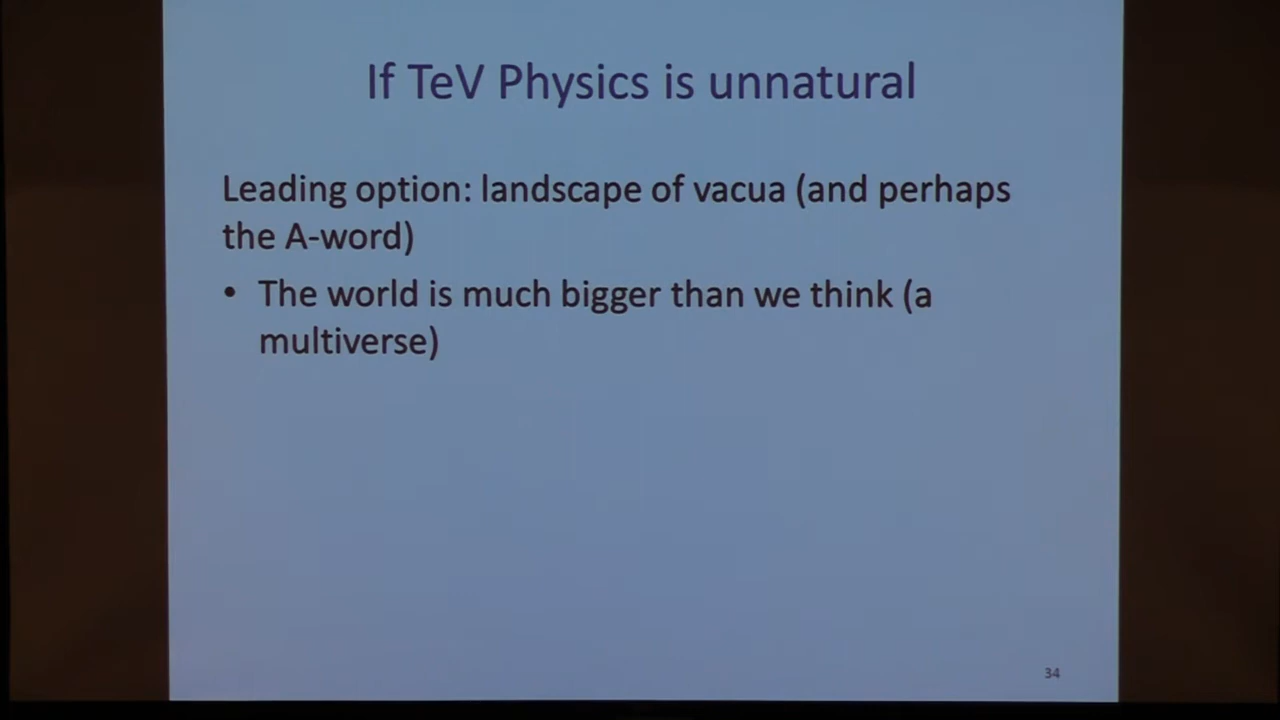 If TeV Physics is unnatural
Leading option: landscape of vacua (and perhaps
the A-word)
• The world is much bigger than we think (a
multiverse)
34